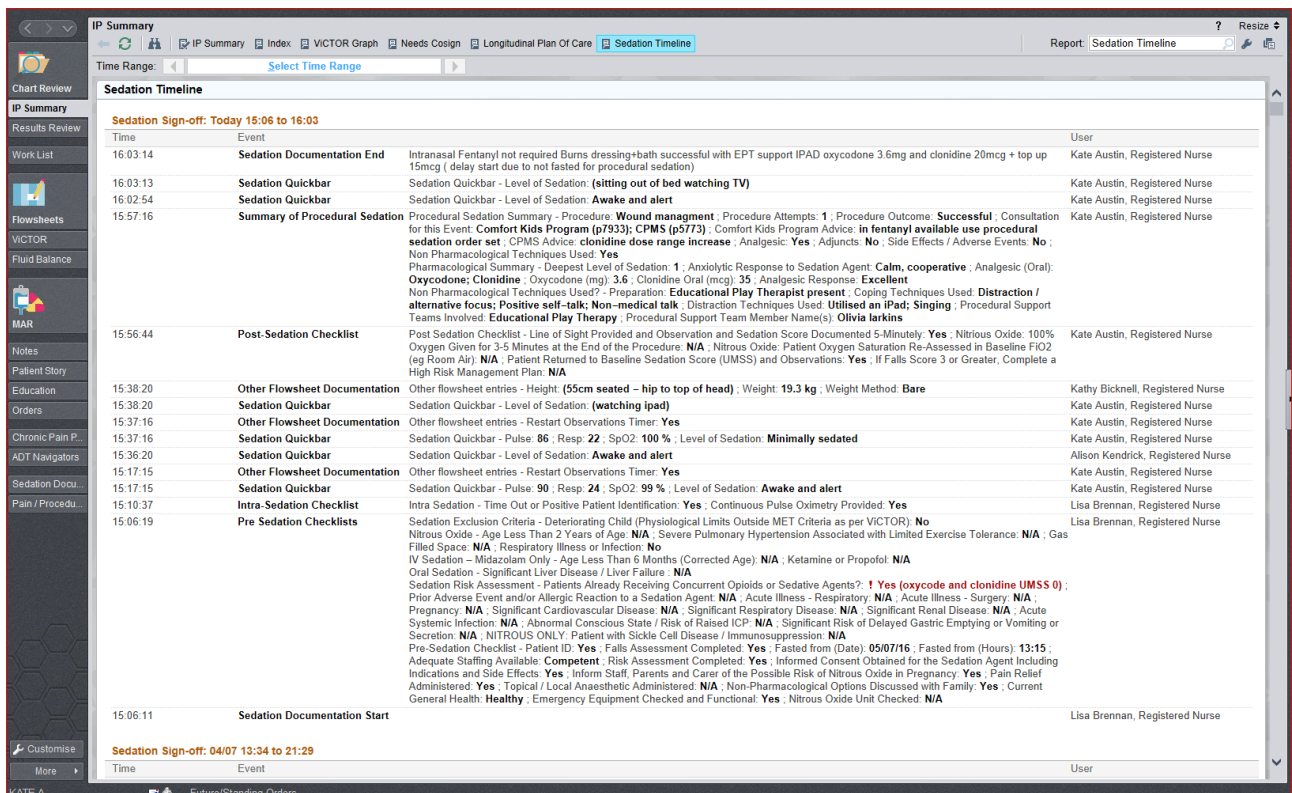 IP Summary
? Resize
IP Summary Index ViCTOR Graph Needs Cosign Longitudinal Plan Of Care Sedation Timeline
Report: Sedation Timeline
Time Range: Select Time Range
Chart Review
IP Summary
Results Review
Work List
Flowsheets
ViCTOR
Fluid Balance
MAR
Notes
Patient Story
Education
Orders
Chronic Pain P...
ADT Navigators
Sedation Docu...
Pain / Procedu...
Customise
More
Sedation Timeline
Sedation Sign-off: Today 15:06 to 16:03
Time Event User
16:03:14 Sedation Documentation End Intranasal Fentanyl not required Burns dressing+bath successful with EPT support IPAD oxycodone 3.6mg and clonidine 20mcg + top up Kate Austin, Registered Nurse
15mcg ( delay start due to not fasted for procedural sedation)
16:03:13 Sedation Quickbar Sedation Quickbar - Level of Sedation: (sitting out of bed watching TV) Kate Austin, Registered Nurse
16:02:54 Sedation Quickbar Sedation Quickbar - Level of Sedation: Awake and alert Kate Austin, Registered Nurse
15:57:16 Summary of Procedural Sedation Procedural Sedation Summary - Procedure: Wound managment ; Procedure Attempts: 1 ; Procedure Outcome: Successful ; Consultation Kate Austin, Registered Nurse
for this Event: Comfort Kids Program (p7933); CPMS (p5773) ; Comfort Kids Program Advice: in fentanyl available use procedural
sedation order set ; CPMS Advice: clonidine dose range increase ; Analgesic: Yes ; Adjuncts: No ; Side Effects / Adverse Events: No ;
Non Pharmacological Techniques Used: Yes
Pharmacological Summary - Deepest Level of Sedation: 1 ; Anxiolytic Response to Sedation Agent: Calm, cooperative ; Analgesic (Oral):
Oxycodone; Clonidine ; Oxycodone (mg): 3.6 ; Clonidine Oral (mcg): 35 ; Analgesic Response: Excellent
Non Pharmacological Techniques Used? - Preparation: Educational Play Therapist present ; Coping Techniques Used: Distraction /
alternative focus; Positive self–talk; Non–medical talk ; Distraction Techniques Used: Utilised an iPad; Singing ; Procedural Support
Teams Involved: Educational Play Therapy ; Procedural Support Team Member Name(s): Olivia larkins
15:56:44 Post-Sedation Checklist Post Sedation Checklist - Line of Sight Provided and Observation and Sedation Score Documented 5-Minutely: Yes ; Nitrious Oxide: 100% Kate Austin, Registered Nurse
Oxygen Given for 3-5 Minutes at the End of the Procedure: N/A ; Nitrous Oxide: Patient Oxygen Saturation Re-Assessed in Baseline FiO2
(eg Room Air): N/A ; Patient Returned to Baseline Sedation Score (UMSS) and Observations: Yes ; If Falls Score 3 or Greater, Complete a
High Risk Management Plan: N/A
15:38:20 Other Flowsheet Documentation Other flowsheet entries - Height: (55cm seated – hip to top of head) ; Weight: 19.3 kg ; Weight Method: Bare Kathy Bicknell, Registered Nurse
15:38:20 Sedation Quickbar Sedation Quickbar - Level of Sedation: (watching ipad) Kate Austin, Registered Nurse
15:37:16 Other Flowsheet Documentation Other flowsheet entries - Restart Observations Timer: Yes Kate Austin, Registered Nurse
15:37:16 Sedation Quickbar Sedation Quickbar - Pulse: 86 ; Resp: 22 ; SpO2: 100 % ; Level of Sedation: Minimally sedated Kate Austin, Registered Nurse
15:36:20 Sedation Quickbar Sedation Quickbar - Level of Sedation: Awake and alert Alison Kendrick, Registered Nurse
15:17:15 Other Flowsheet Documentation Other flowsheet entries - Restart Observations Timer: Yes Kate Austin, Registered Nurse
15:17:15 Sedation Quickbar Sedation Quickbar - Pulse: 90 ; Resp: 24 ; SpO2: 99 % ; Level of Sedation: Awake and alert Kate Austin, Registered Nurse
15:10:37 Intra-Sedation Checklist Intra Sedation - Time Out or Positive Patient Identification: Yes ; Continuous Pulse Oximetry Provided: Yes Lisa Brennan, Registered Nurse
15:06:19 Pre Sedation Checklists Sedation Exclusion Criteria - Deteriorating Child (Physiological Limits Outside MET Criteria as per ViCTOR): No Lisa Brennan, Registered Nurse
Nitrous Oxide - Age Less Than 2 Years of Age: N/A ; Severe Pulmonary Hypertension Associated with Limited Exercise Tolerance: N/A ; Gas
Filled Space: N/A ; Respiratory Illness or Infection: No
IV Sedation – Midazolam Only - Age Less Than 6 Months (Corrected Age): N/A ; Ketamine or Propofol: N/A
Oral Sedation - Significant Liver Disease / Liver Failure : N/A
Sedation Risk Assessment - Patients Already Receiving Concurrent Opioids or Sedative Agents?: ! Yes (oxycode and clonidine UMSS 0) ;
Prior Adverse Event and/or Allergic Reaction to a Sedation Agent: N/A ; Acute Illness - Respiratory: N/A ; Acute Illness - Surgery: N/A ;
Pregnancy: N/A ; Significant Cardiovascular Disease: N/A ; Significant Respiratory Disease: N/A ; Significant Renal Disease: N/A ; Acute
Systemic Infection: N/A ; Abnormal Conscious State / Risk of Raised ICP: N/A ; Significant Risk of Delayed Gastric Emptying or Vomiting or
Secretion: N/A ; NITROUS ONLY: Patient with Sickle Cell Disease / Immunosuppression: N/A
Pre-Sedation Checklist - Patient ID: Yes ; Falls Assessment Completed: Yes ; Fasted from (Date): 05/07/16 ; Fasted from (Hours): 13:15 ;
Adequate Staffing Available: Competent ; Risk Assessment Completed: Yes ; Informed Consent Obtained for the Sedation Agent Including
Indications and Side Effects: Yes ; Inform Staff, Parents and Carer of the Possible Risk of Nitrous Oxide in Pregnancy: Yes ; Pain Relief
Administered: Yes ; Topical / Local Anaesthetic Administered: N/A ; Non-Pharmacological Options Discussed with Family: Yes ; Current
General Health: Healthy ; Emergency Equipment Checked and Functional: Yes ; Nitrous Oxide Unit Checked: N/A
15:06:11 Sedation Documentation Start Lisa Brennan, Registered Nurse
Sedation Sign-off: 04/07 13:34 to 21:29
Time Event User
KATE A. Future/Standing Orders